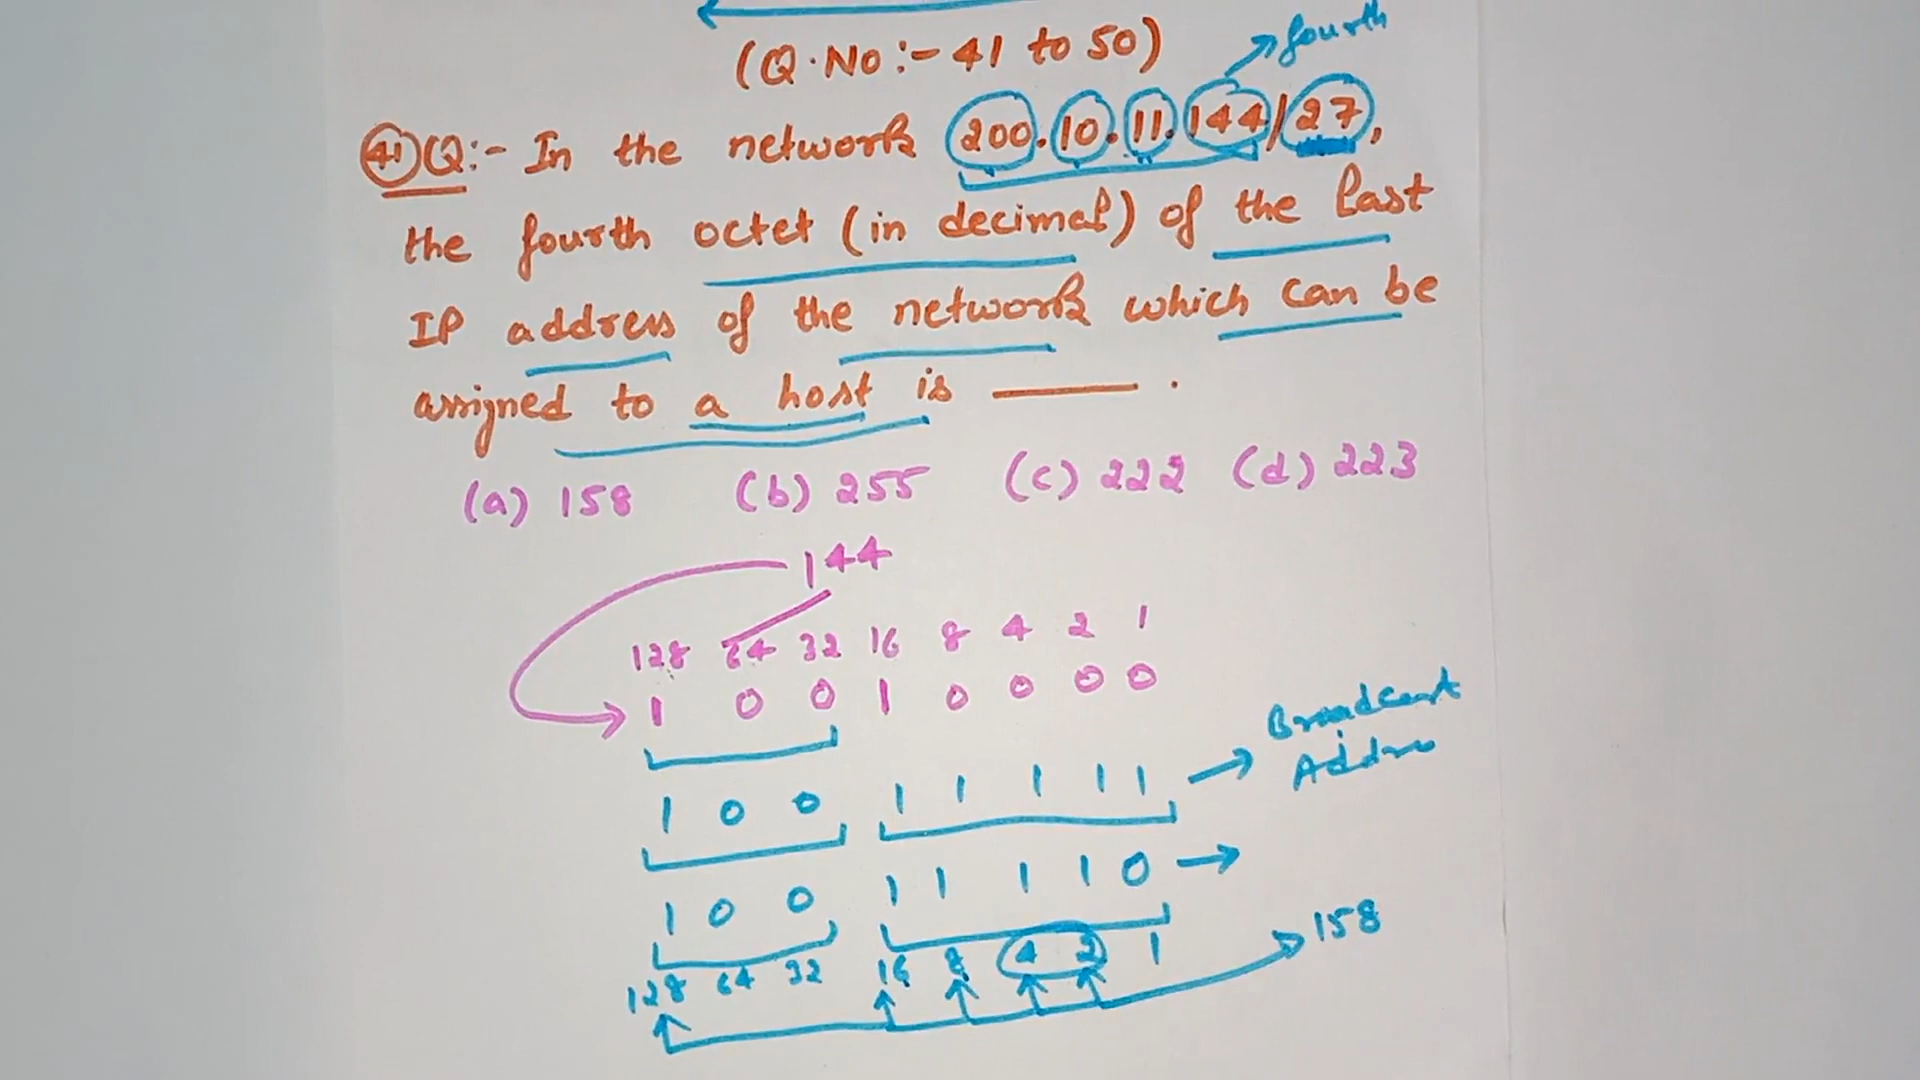 (Q.No:- 41 to 50)
fourth
41 Q:- In the network 200.10.11.144/27,
the fourth octet (in decimal) of the last
IP address of the network which can be
assigned to a host is ____ .
(a) 158 (b) 255 (c) 222 (d) 223
144
128 64 32 16 8 4 2 1
1 0 0 1 0 0 0 0
Broadcast
1 0 0 1 1 1 1 1
1 0 0 1 1 1 1 0
128 64 32 16 8 4 2 1
158